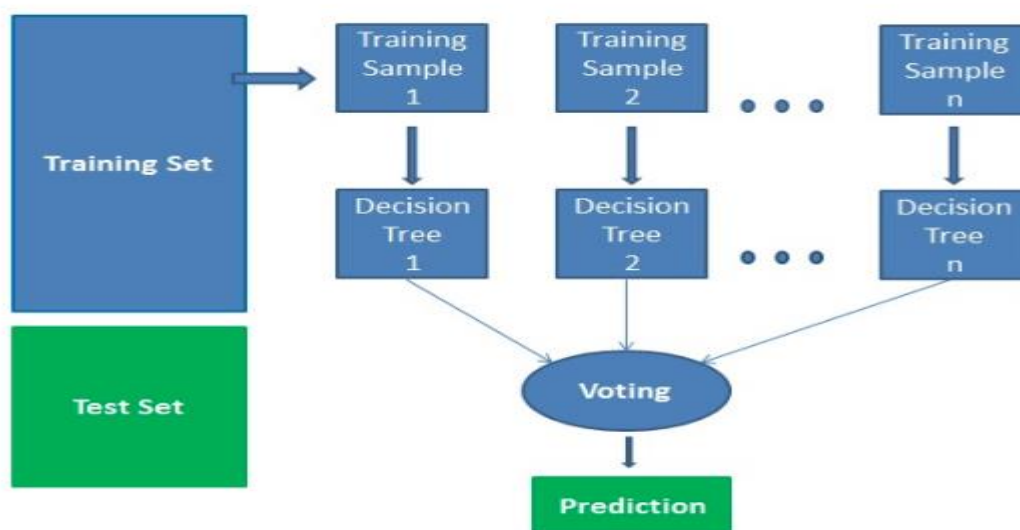 Training Set
Training
Sample
1
Training
Sample
2
Training
Sample
n
Decision
Tree
1
Decision
Tree
2
Decision
Tree
n
Test Set
Voting
Prediction